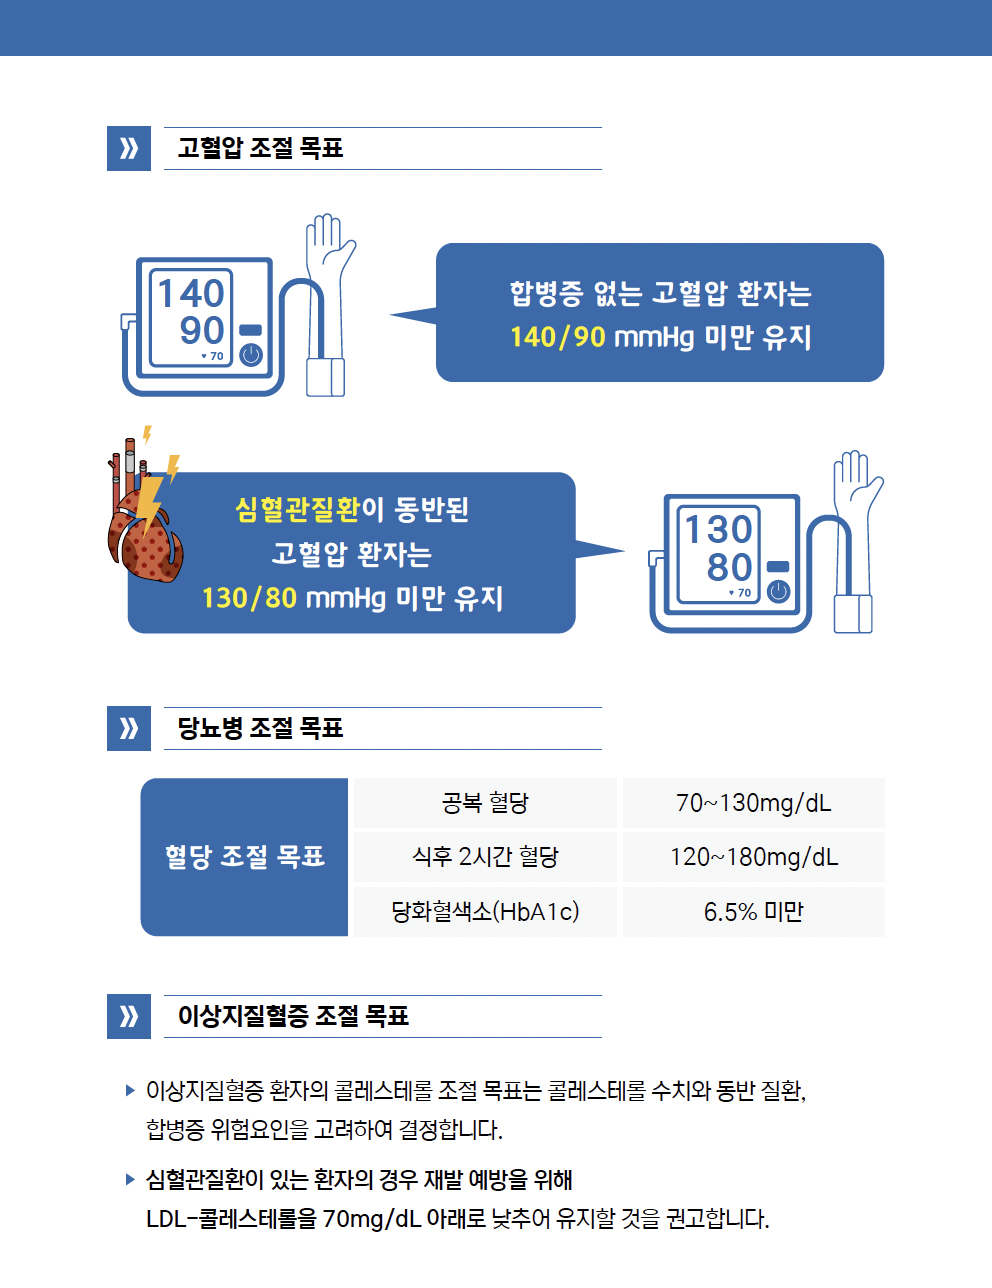 고혈압 조절 목표
140
90
♥ 70
합병증 없는 고혈압 환자는
140/90 mmHg 미만 유지
심혈관질환이 동반된
고혈압 환자는
130/80 mmHg 미만 유지
130
80
♥ 70
당뇨병 조절 목표
혈당 조절 목표
공복 혈당 70~130mg/dL
식후 2시간 혈당 120~180mg/dL
당화혈색소(HbA1c) 6.5% 미만
이상지질혈증 조절 목표
이상지질혈증 환자의 콜레스테롤 조절 목표는 콜레스테롤 수치와 동반 질환,
합병증 위험요인을 고려하여 결정합니다.
심혈관질환이 있는 환자의 경우 재발 예방을 위해
LDL-콜레스테롤을 70mg/dL 아래로 낮추어 유지할 것을 권고합니다.